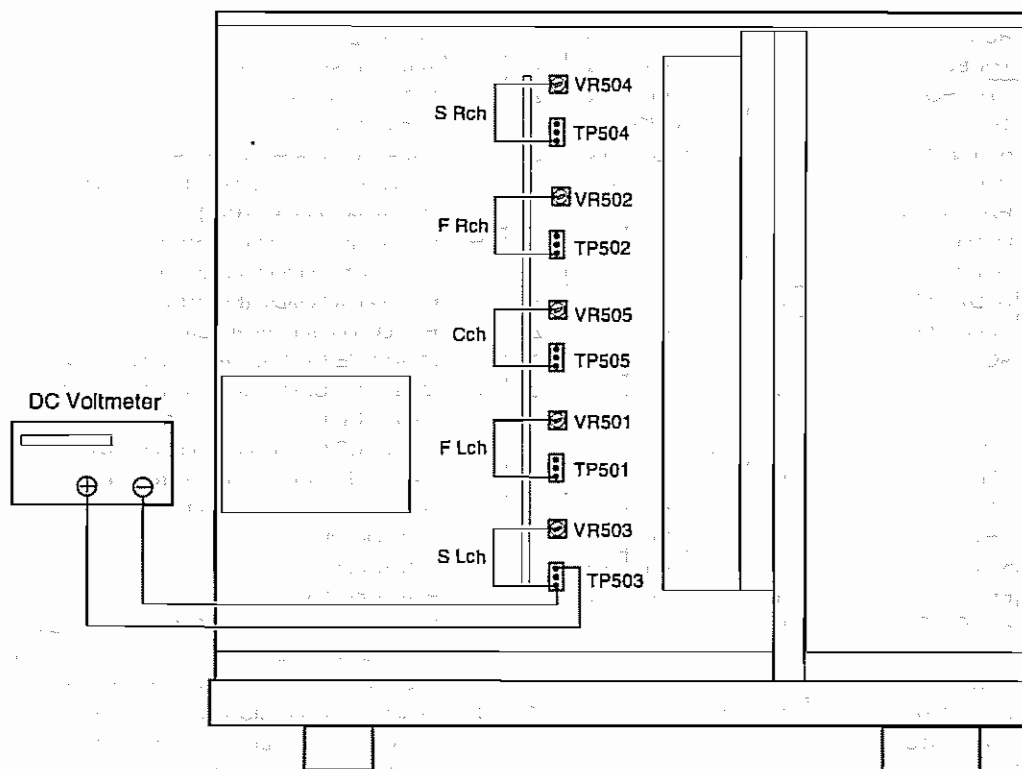 VR504
S Rch
TP504
VR502
F Rch
TP502
VR505
Cch
TP505
DC Voltmeter
VR501
F Lch
TP501
VR503
S Lch
TP503